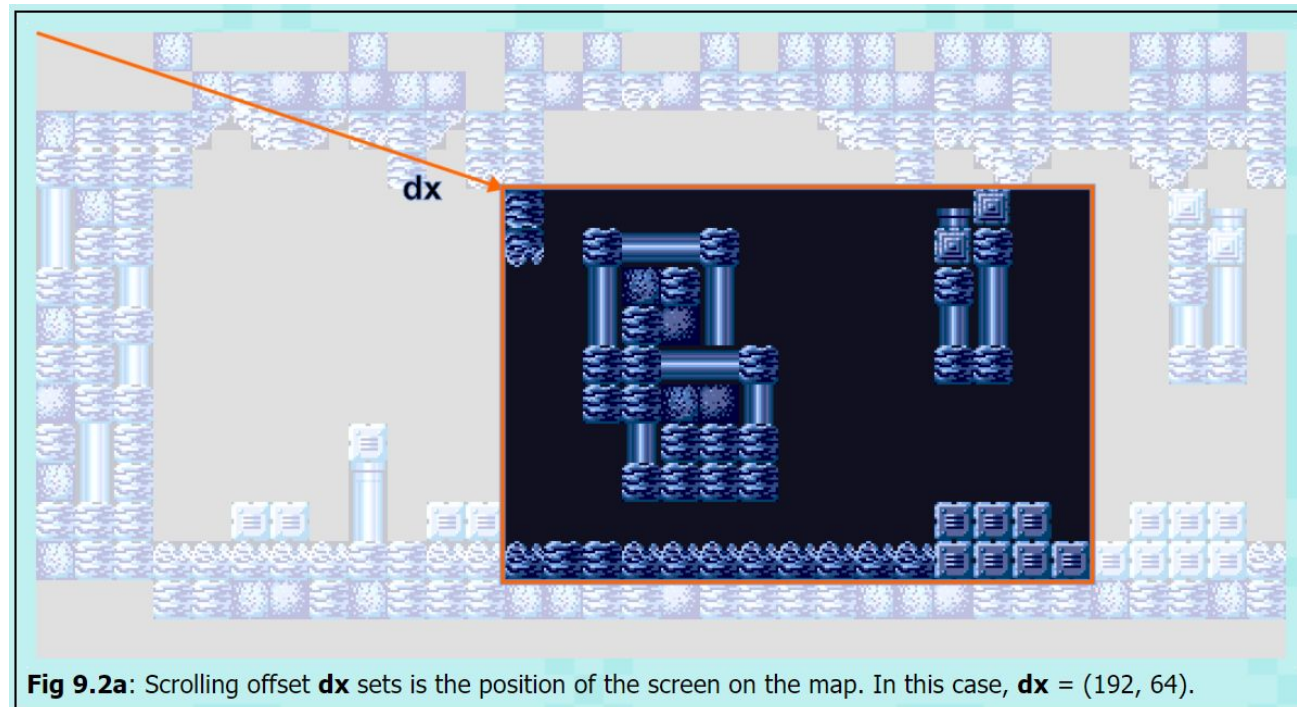 dx
Fig 9.2a: Scrolling offset dx sets is the position of the screen on the map. In this case, dx = (192, 64).